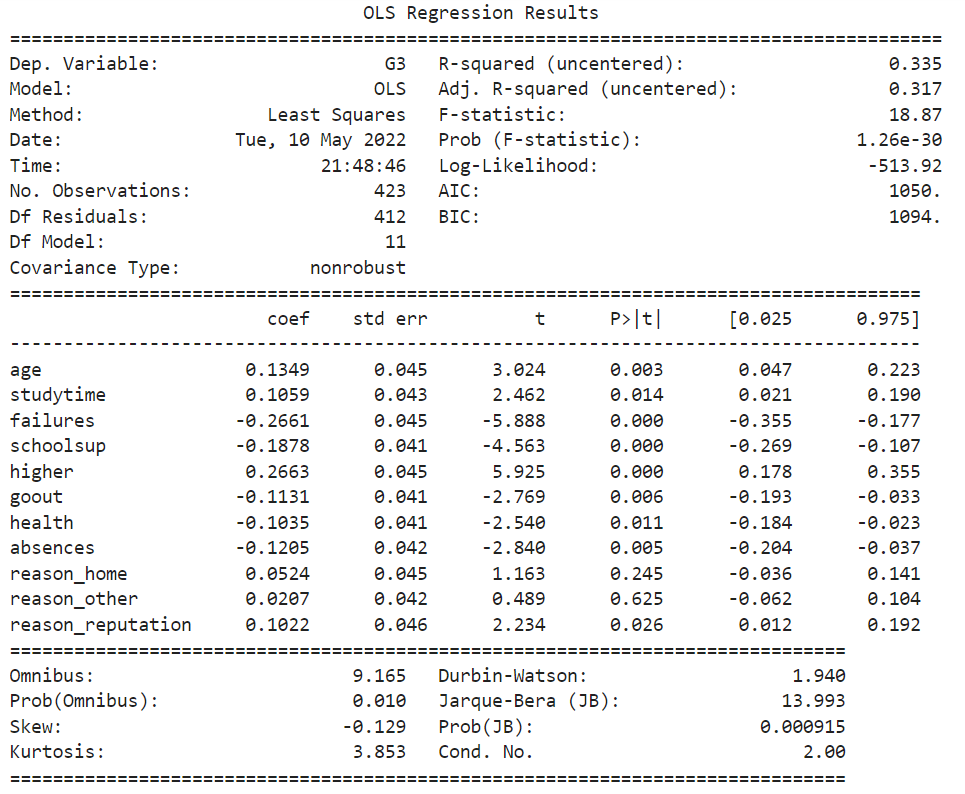 OLS Regression Results
==============================================================================
Dep. Variable: G3 R-squared (uncentered): 0.335
Model: OLS Adj. R-squared (uncentered): 0.317
Method: Least Squares F-statistic: 18.87
Date: Tue, 10 May 2022 Prob (F-statistic): 1.26e-30
Time: 21:48:46 Log-Likelihood: -513.92
No. Observations: 423 AIC: 1050.
Df Residuals: 412 BIC: 1094.
Df Model: 11
Covariance Type: nonrobust
==============================================================================
coef std err t P>|t| [0.025 0.975]
------------------------------------------------------------------------------
age 0.1349 0.045 3.024 0.003 0.047 0.223
studytime 0.1059 0.043 2.462 0.014 0.021 0.190
failures -0.2661 0.045 -5.888 0.000 -0.355 -0.177
schoolsup -0.1878 0.041 -4.563 0.000 -0.269 -0.107
higher 0.2663 0.045 5.925 0.000 0.178 0.355
goout -0.1131 0.041 -2.769 0.006 -0.193 -0.033
health -0.1035 0.041 -2.540 0.011 -0.184 -0.023
absences -0.1205 0.042 -2.840 0.005 -0.204 -0.037
reason_home 0.0524 0.045 1.163 0.245 -0.036 0.141
reason_other 0.0207 0.042 0.489 0.625 -0.062 0.104
reason_reputation 0.1022 0.046 2.234 0.026 0.012 0.192
==============================================================================
Omnibus: 9.165 Durbin-Watson: 1.940
Prob(Omnibus): 0.010 Jarque-Bera (JB): 13.993
Skew: -0.129 Prob(JB): 0.000915
Kurtosis: 3.853 Cond. No. 2.00
==============================================================================